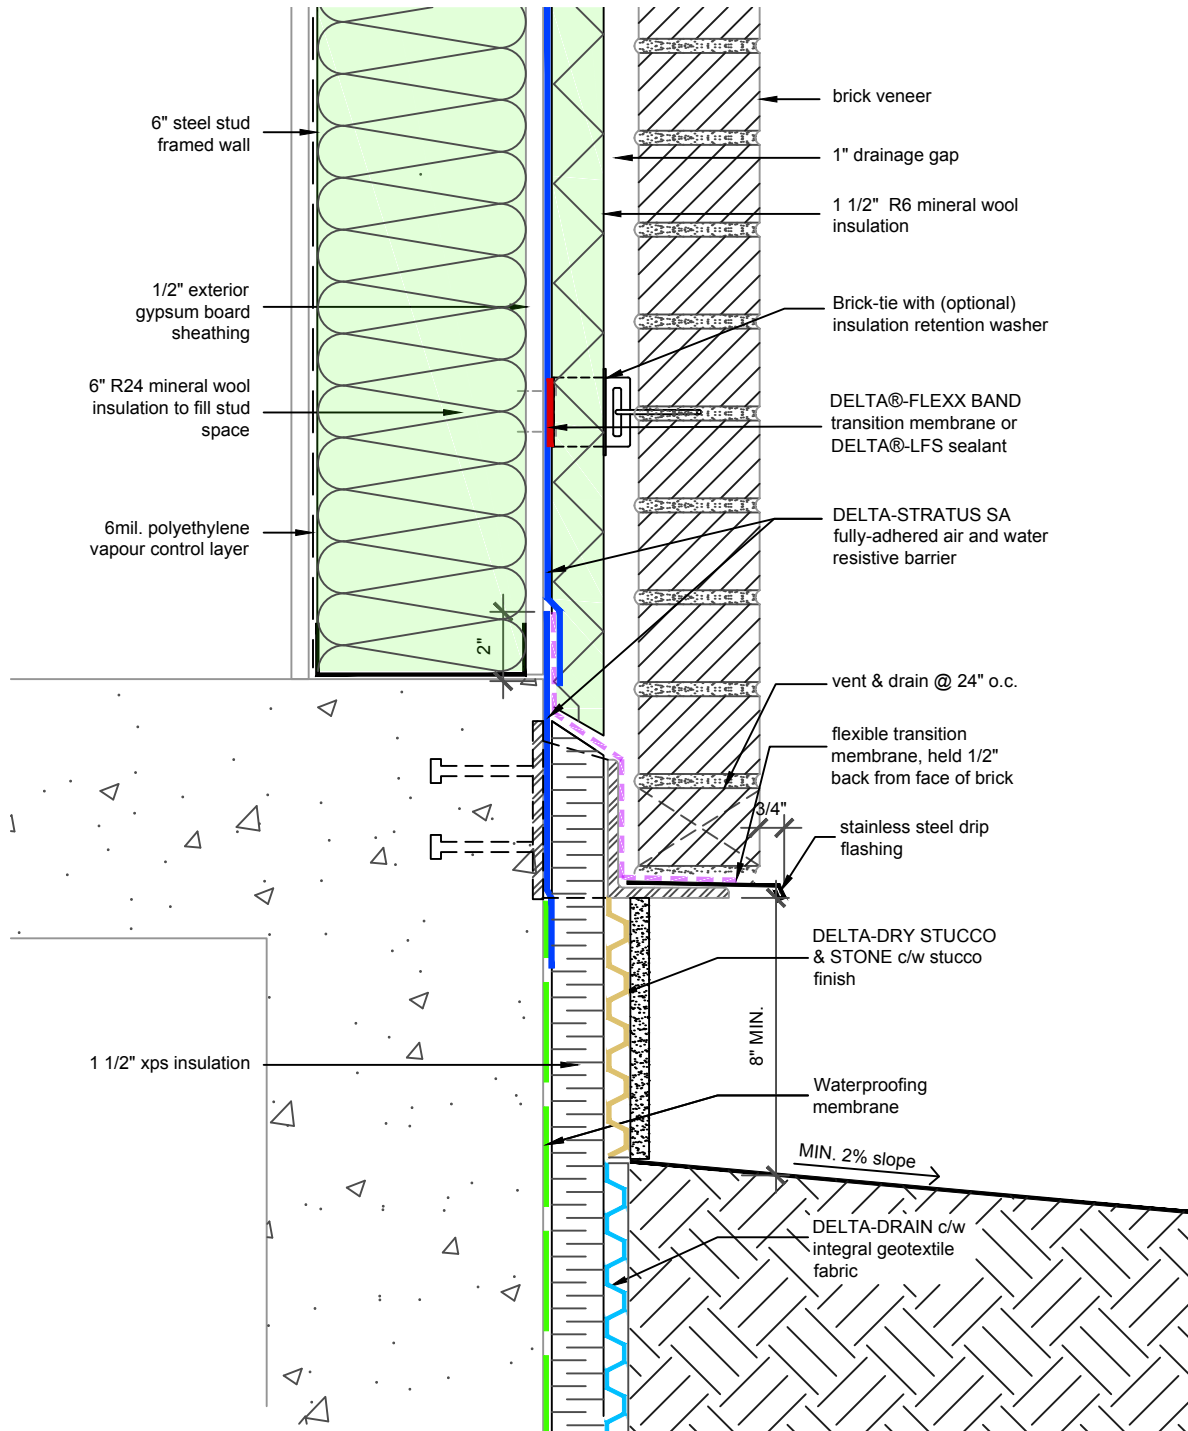 6" steel stud
framed wall
1/2" exterior
gypsum board
sheathing
6" R24 mineral wool
insulation to fill stud
space
6mil. polyethylene
vapour control layer
2"
1 1/2" xps insulation
brick veneer
1" drainage gap
1 1/2" R6 mineral wool
insulation
Brick-tie with (optional)
insulation retention washer
DELTA®-FLEXX BAND
transition membrane or
DELTA®-LFS sealant
DELTA-STRATUS SA
fully-adhered air and water
resistive barrier
vent & drain @ 24" o.c.
flexible transition
membrane, held 1/2"
back from face of brick
3/4"
stainless steel drip
flashing
DELTA-DRY STUCCO
& STONE c/w stucco
finish
8" MIN.
Waterproofing
membrane
MIN. 2% slope
DELTA-DRAIN c/w
integral geotextile
fabric